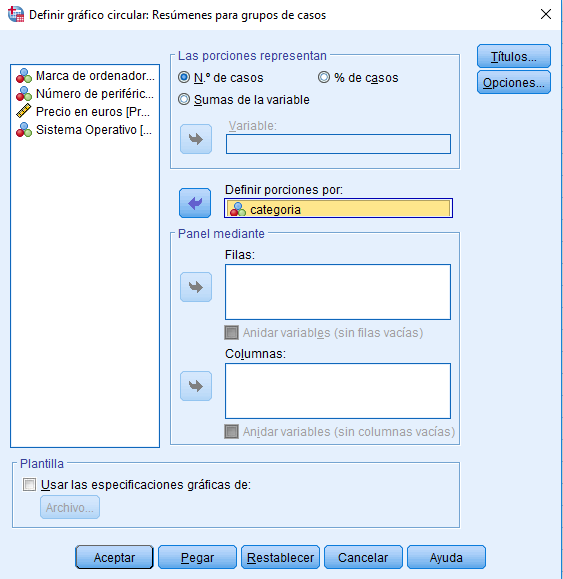 Definir gráfico circular: Resúmenes para grupos de casos
Marca de ordenador...
Número de periféric...
Precio en euros [Pr...
Sistema Operativo [...
Las porciones representan
N.º de casos
% de casos
Sumas de la variable
Variable:
Títulos...
Opciones...
Definir porciones por:
categoria
Panel mediante
Filas:
Anidar variables (sin filas vacías)
Columnas:
Anidar variables (sin columnas vacías)
Plantilla
Usar las especificaciones gráficas de:
Archivo...
Aceptar
Pegar
Restablecer
Cancelar
Ayuda